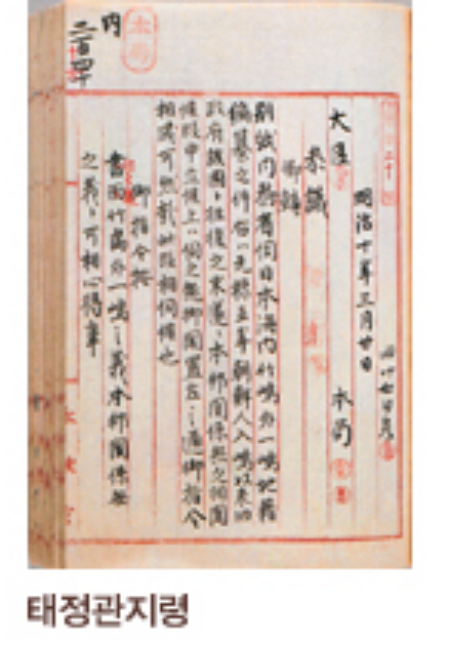 明治十年三月廿日
大臣 本局
参議
卿輔
別紙内務省伺日本海内竹嶋外一嶋地籍
編纂之件右ハ元禄五年朝鮮人入嶋以来旧
政府該国ト往復之末遂ニ本邦関係無之相聞
候段申立候上ハ伺之趣御聞置左之通御指令
相成可然哉此段相伺候也
御指令按
書面竹島外一嶋之義本邦関係無
之義ト可相心得事
内
태정관지령